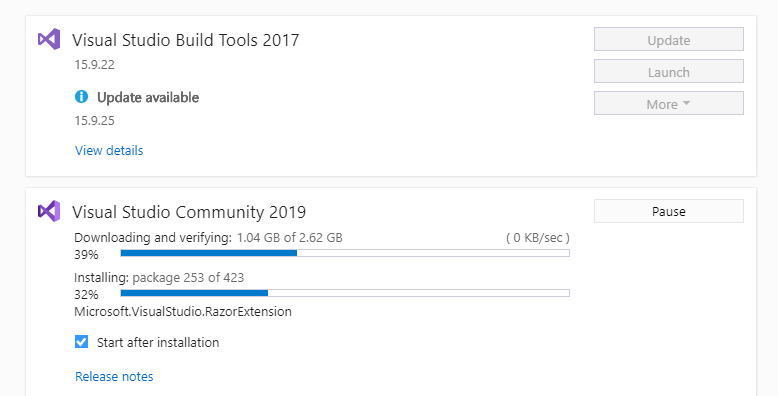 Visual Studio Build Tools 2017
Update
15.9.22
Launch
Update available
More
15.9.25
View details
Visual Studio Community 2019
Pause
Downloading and verifying: 1.04 GB of 2.62 GB ( 0 KB/sec )
39%
Installing: package 253 of 423
32%
Microsoft.VisualStudio.RazorExtension
Start after installation
Release notes